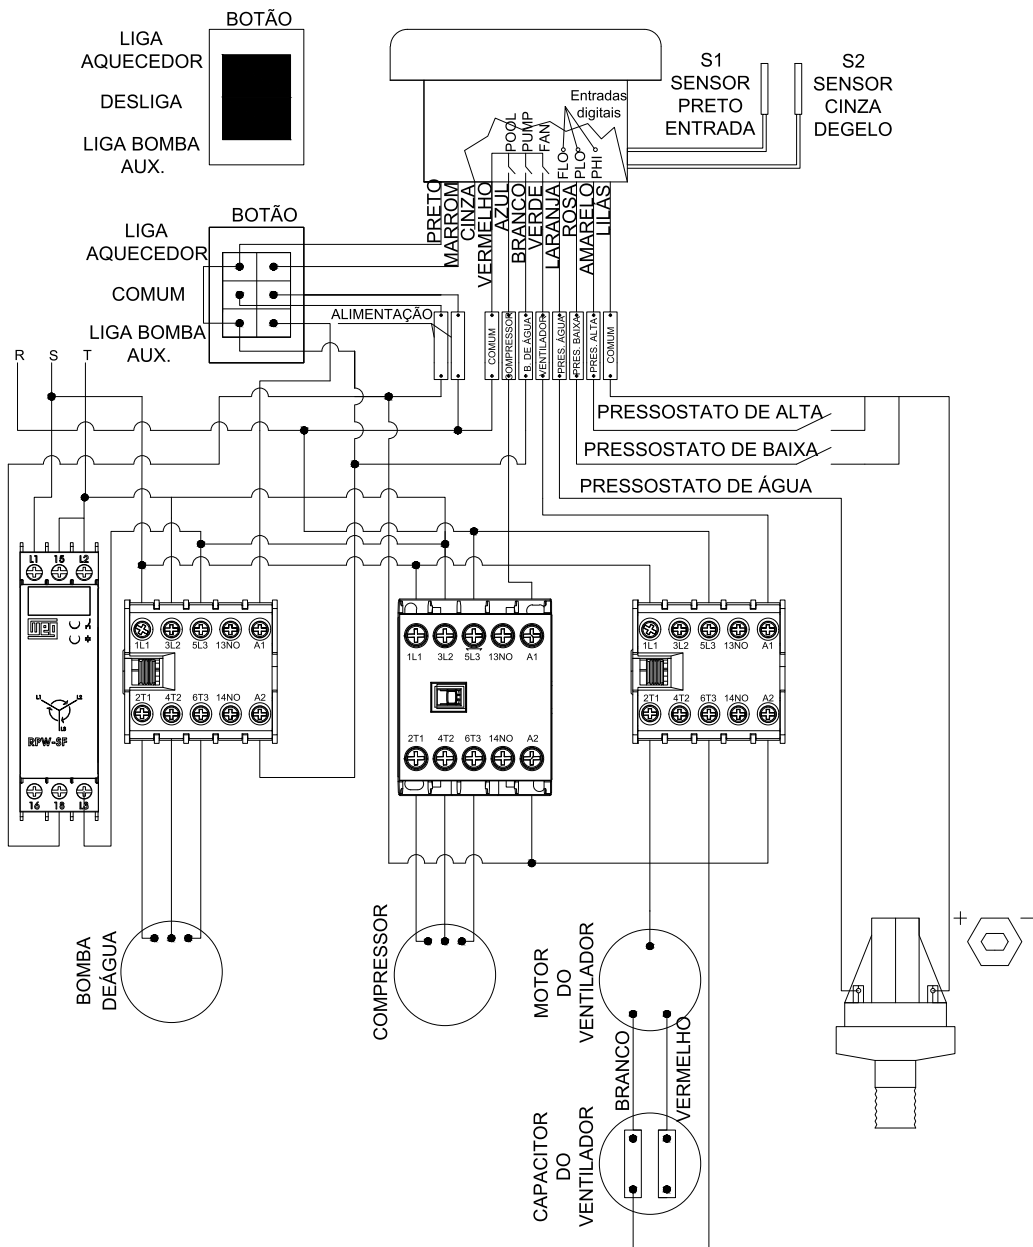 BOTÃO
LIGA
AQUECEDOR
DESLIGA
LIGA BOMBA
AUX.
S1
SENSOR
PRETO
ENTRADA
S2
SENSOR
CINZA
DEGELO
Entradas
digitais
POOL
PUMP
FAN
FLO
PLO
PHI
PRETO
MARROM
CINZA
VERMELHO
AZUL
BRANCO
VERDE
LARANJA
ROSA
AMARELO
LILÁS
BOTÃO
LIGA
AQUECEDOR
COMUM
LIGA BOMBA
AUX.
ALIMENTAÇÃO
COMUM
COMPRESSOR
B. DE ÁGUA
VENTILADOR
PRES. ÁGUA
PRES. BAIXA
PRES. ALTA
COMUM
R S T
PRESSOSTATO DE ALTA
PRESSOSTATO DE BAIXA
PRESSOSTATO DE ÁGUA
L1 15 L2
WEG
L1 L2
L3
RPW-SF
16 18 L3
1L1 3L2 5L3 13NO A1
2T1 4T2 6T3 14NO A2
1L1 3L2 5L3 13NO A1
2T1 4T2 6T3 14NO A2
1L1 3L2 5L3 13NO A1
2T1 4T2 6T3 14NO A2
BOMBA
DEÁGUA
COMPRESSOR
MOTOR
DO
VENTILADOR
+ −
BRANCO
VERMELHO
CAPACITOR
DO
VENTILADOR